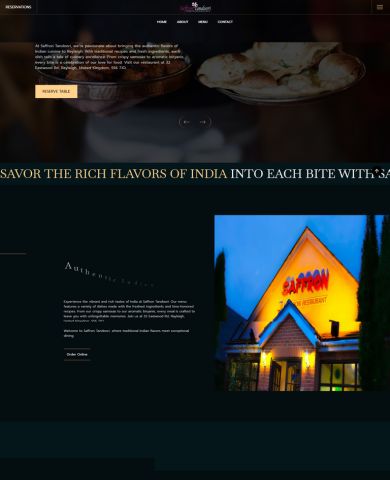 RESERVATIONS
Saffron Tandoori
HOME ABOUT MENU CONTACT
At Saffron Tandoori, we're passionate about bringing the authentic flavors of
Indian cuisine to Rayleigh. With traditional recipes and fresh ingredients, each
dish tells a tale of culinary excellence. From crispy samosas to aromatic biryanis,
every bite is a celebration of our love for food. Visit our restaurant at 32
Eastwood Rd, Rayleigh, United Kingdom, SS6 7JQ.
RESERVE TABLE
SAVOR THE RICH FLAVORS OF INDIA INTO EACH BITE WITH SA
Authentic Indian
SAFFRON
RESTAURANT
Experience the vibrant and rich tastes of India at Saffron Tandoori. Our menu
features a variety of dishes made with the freshest ingredients and time-honored
recipes. From our crispy samosas to our aromatic biryanis, every meal is crafted to
leave you with unforgettable memories. Join us at 32 Eastwood Rd, Rayleigh,
United Kingdom, SS6 7JQ.
Welcome to Saffron Tandoori, where traditional Indian flavors meet exceptional
dining.
Order Online